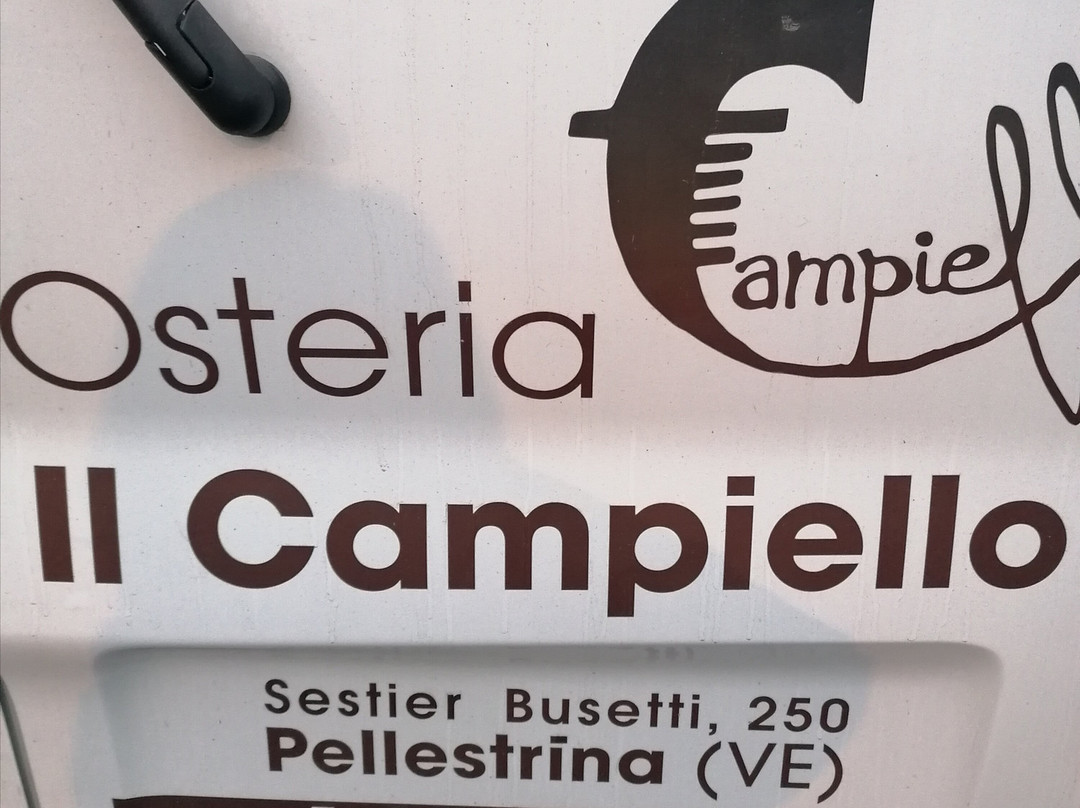 Campiell
Osteria
Il Campiello
Sestier Busetti, 250
Pellestrina (VE)